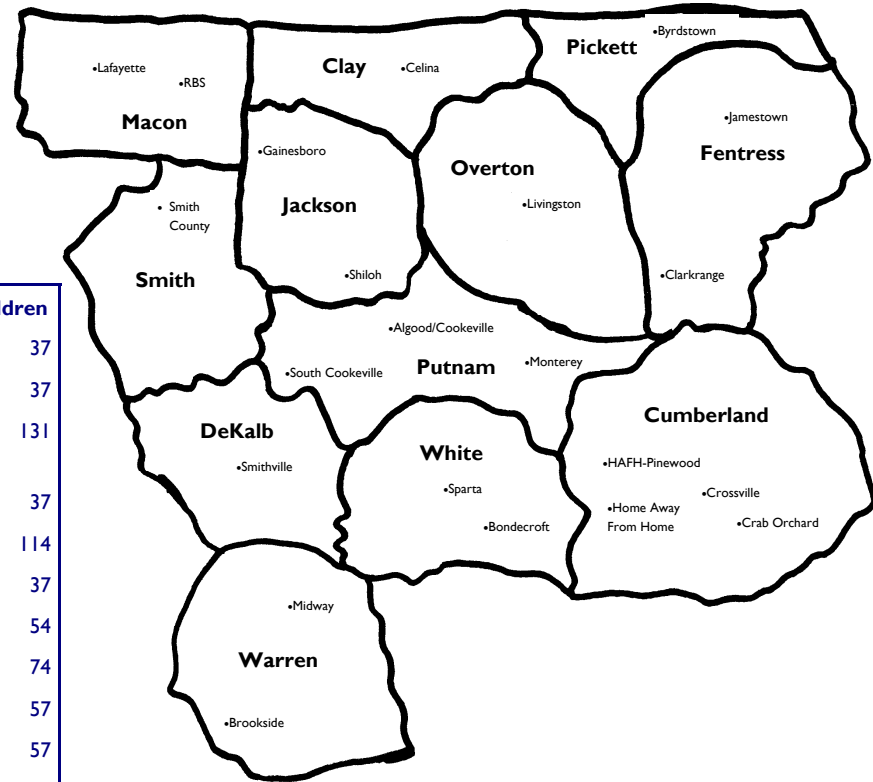 Byrdstown
Pickett
Clay
Celina
Lafayette
RBS
Macon
Jamestown
Fentress
Gainesboro
Overton
Jackson
Livingston
Smith
County
Shiloh
Smith
Clarkrange
ldren
37
37
131
37
114
37
54
74
57
57
Algood/Cookeville
South Cookeville
Putnam
Monterey
Cumberland
DeKalb
Smithville
White
Sparta
Bondecroft
HAFH-Pinewood
Crossville
Home Away
From Home
Crab Orchard
Midway
Warren
Brookside